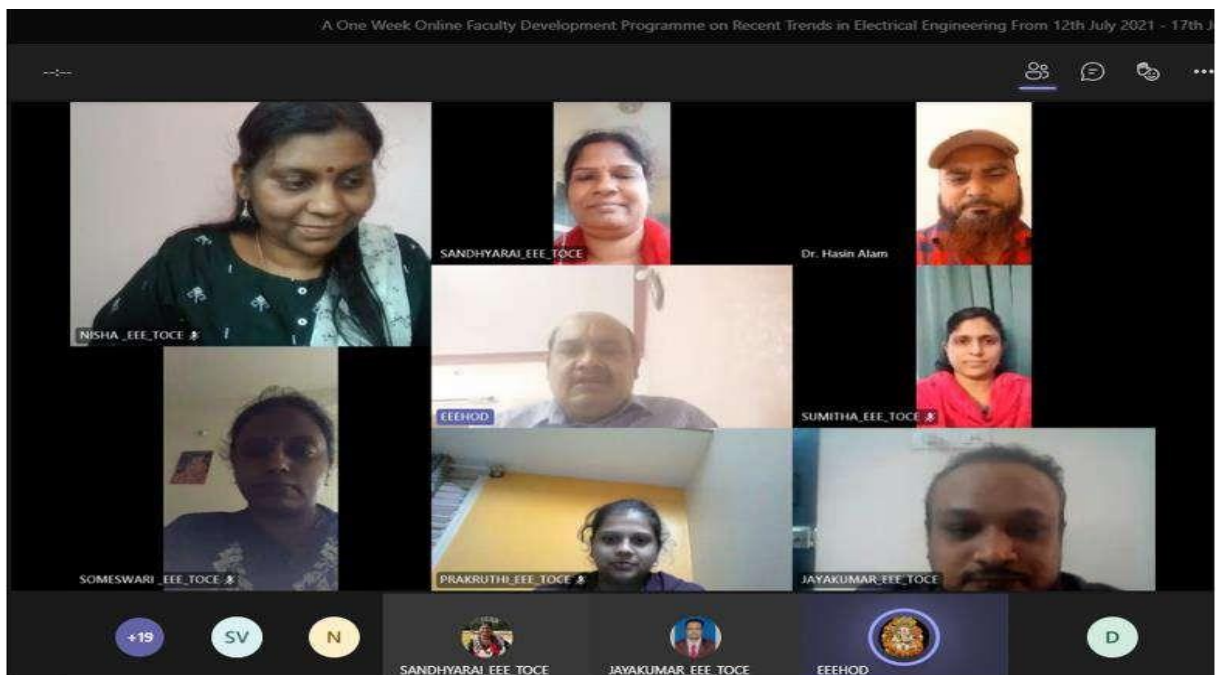 A One Week Online Faculty Development Programme on Recent Trends in Electrical Engineering From 12th July 2021 - 17th J
--:--
SANDHYARAI_EEE_TOCE
Dr. Hasin Alam
NISHA _EEE_TOCE
EEEHOD
SUMITHA_EEE_TOCE
SOMESWARI _EEE_TOCE
PRAKRUTHI_EEE_TOCE
JAYAKUMAR_EEE_TOCE
+19
SV
N
D
SANDHYARAI_EEE_TOCE
JAYAKUMAR_EEE_TOCE
EEEHOD